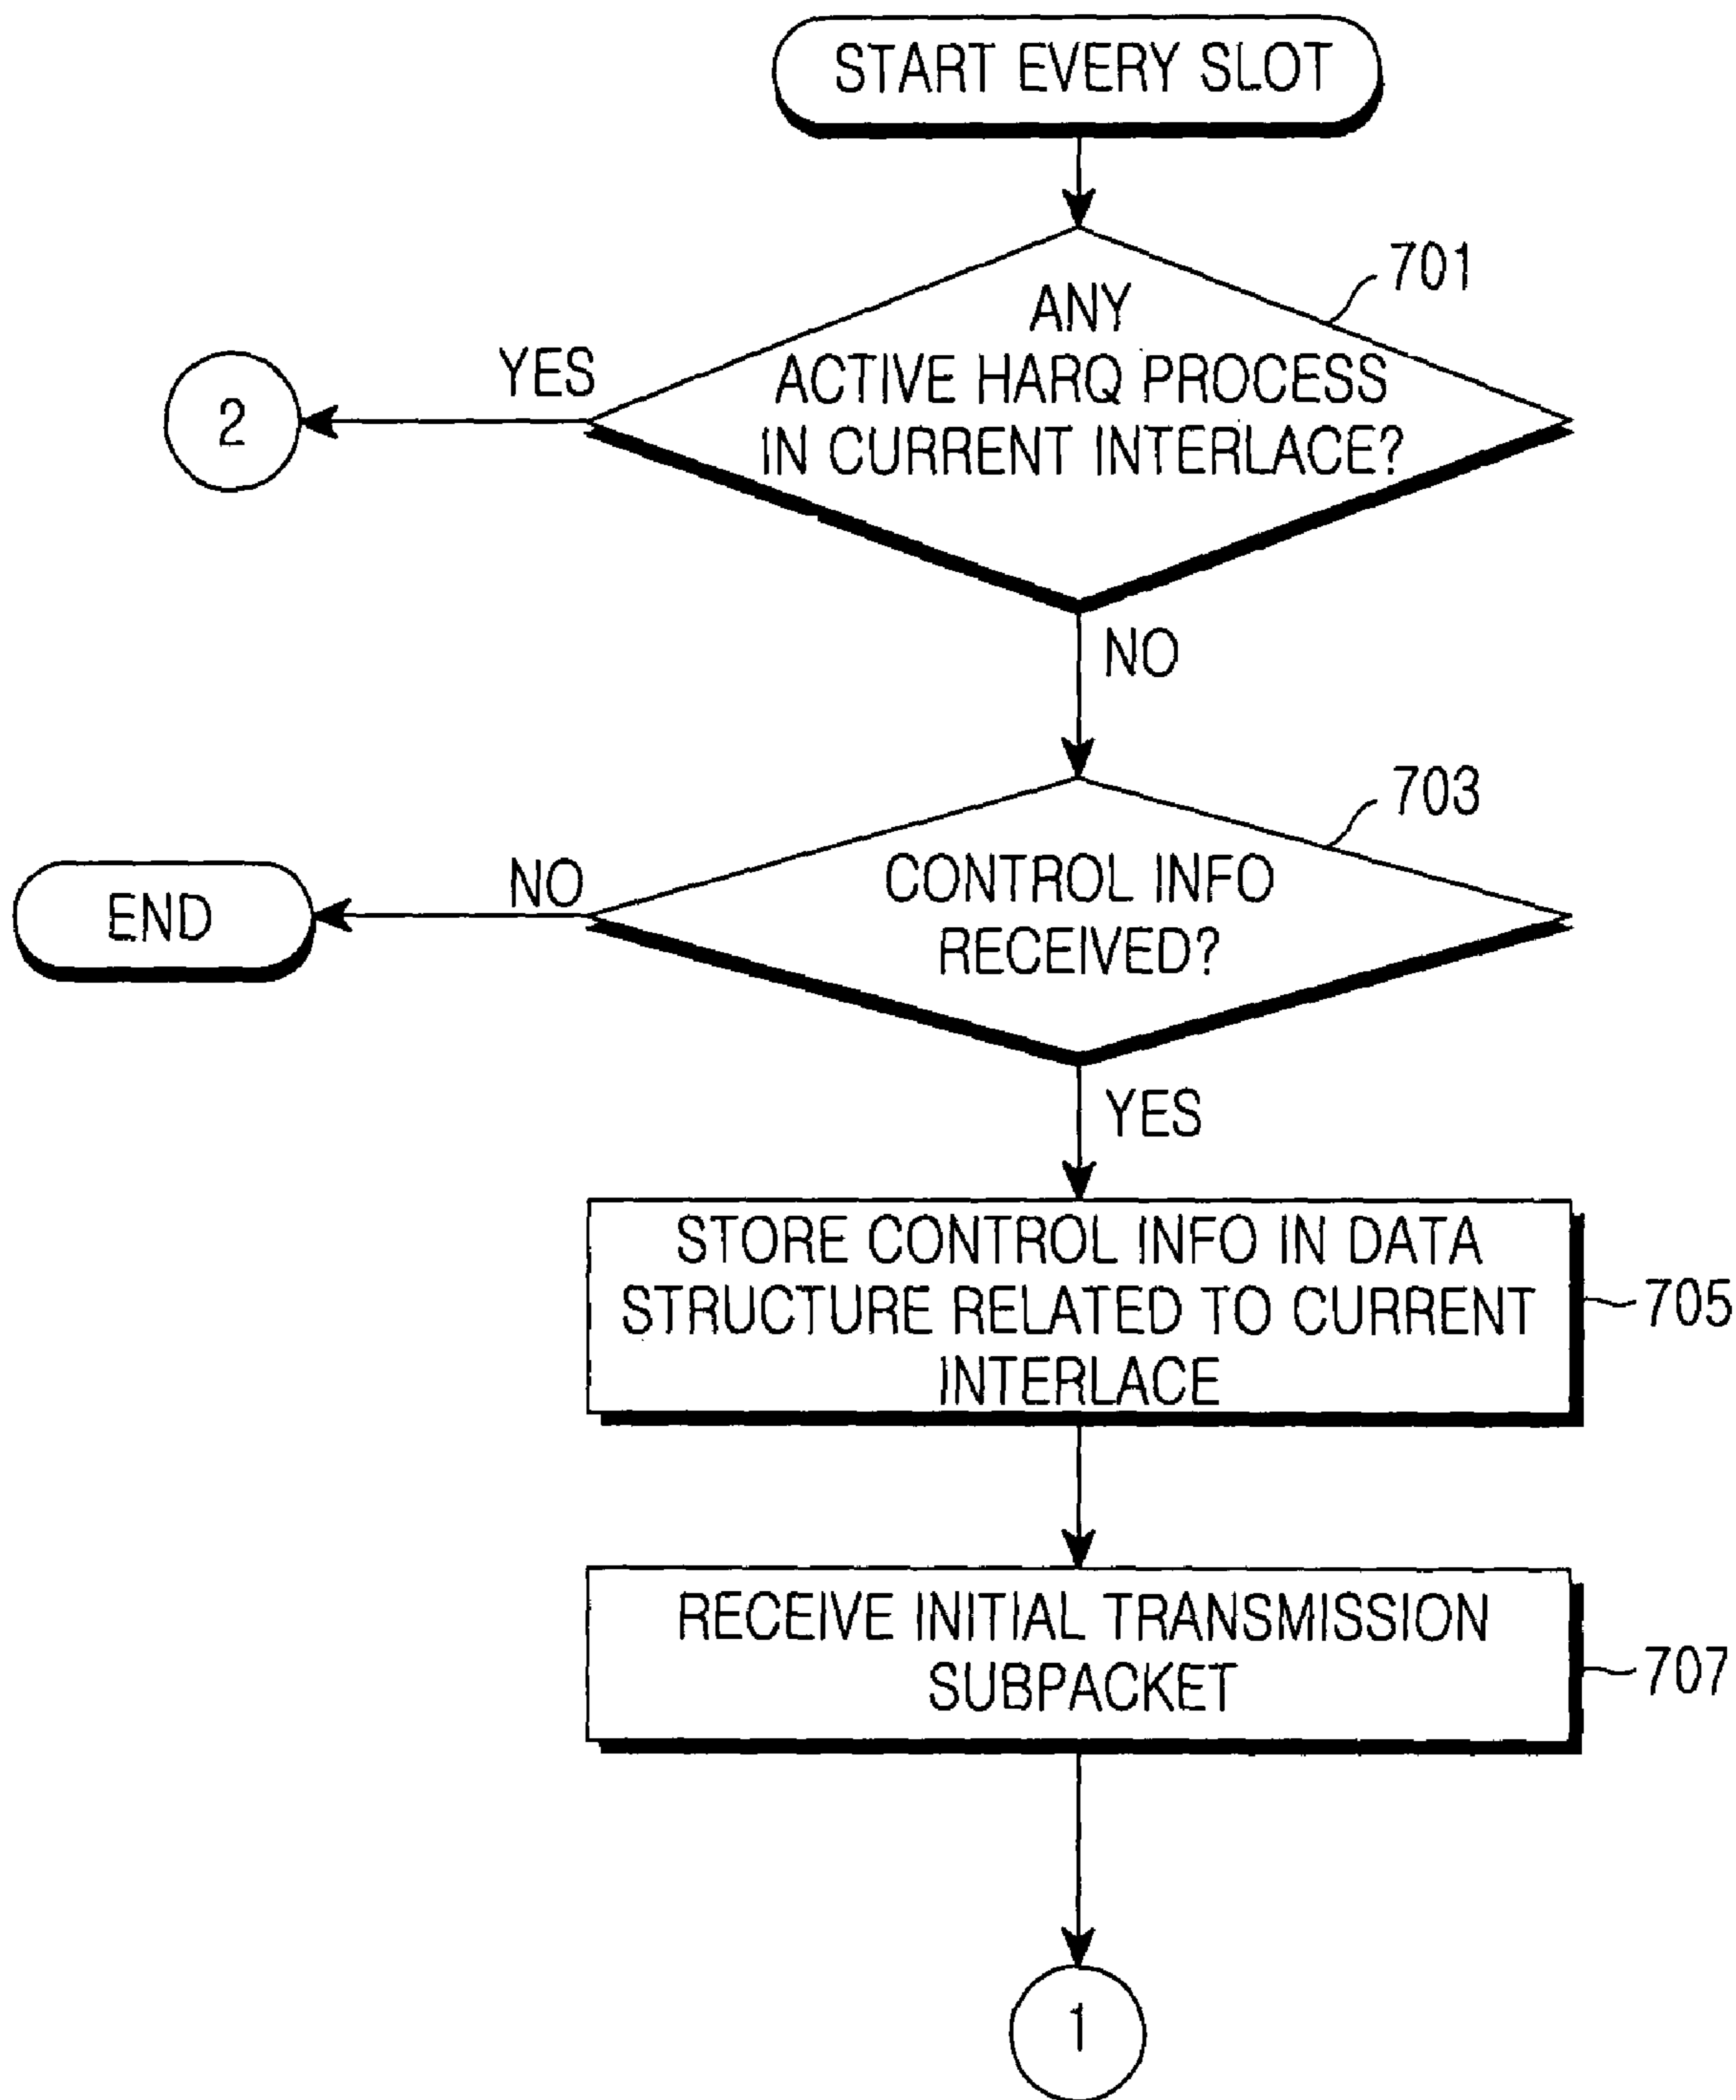 START EVERY SLOT
701
ANY
ACTIVE HARQ PROCESS
IN CURRENT INTERLACE?
YES
2
NO
703
CONTROL INFO
RECEIVED?
NO
END
YES
STORE CONTROL INFO IN DATA
STRUCTURE RELATED TO CURRENT
INTERLACE
705
RECEIVE INITIAL TRANSMISSION
SUBPACKET
707
1